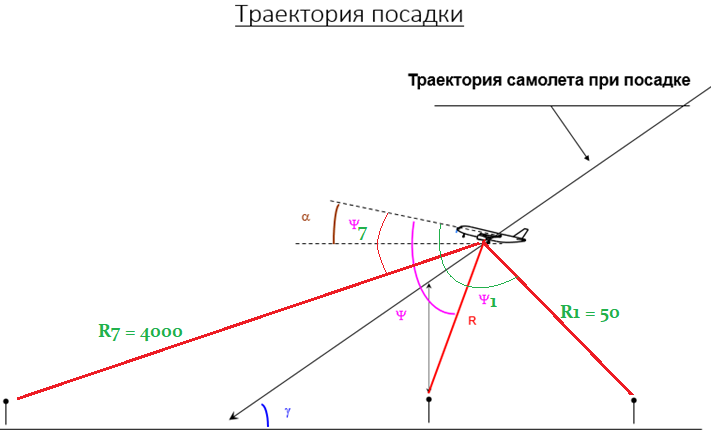 Траектория посадки
Траектория самолета при посадке
α
Ψ7
Ψ
Ψ1
R
R1 = 50
R7 = 4000
γ